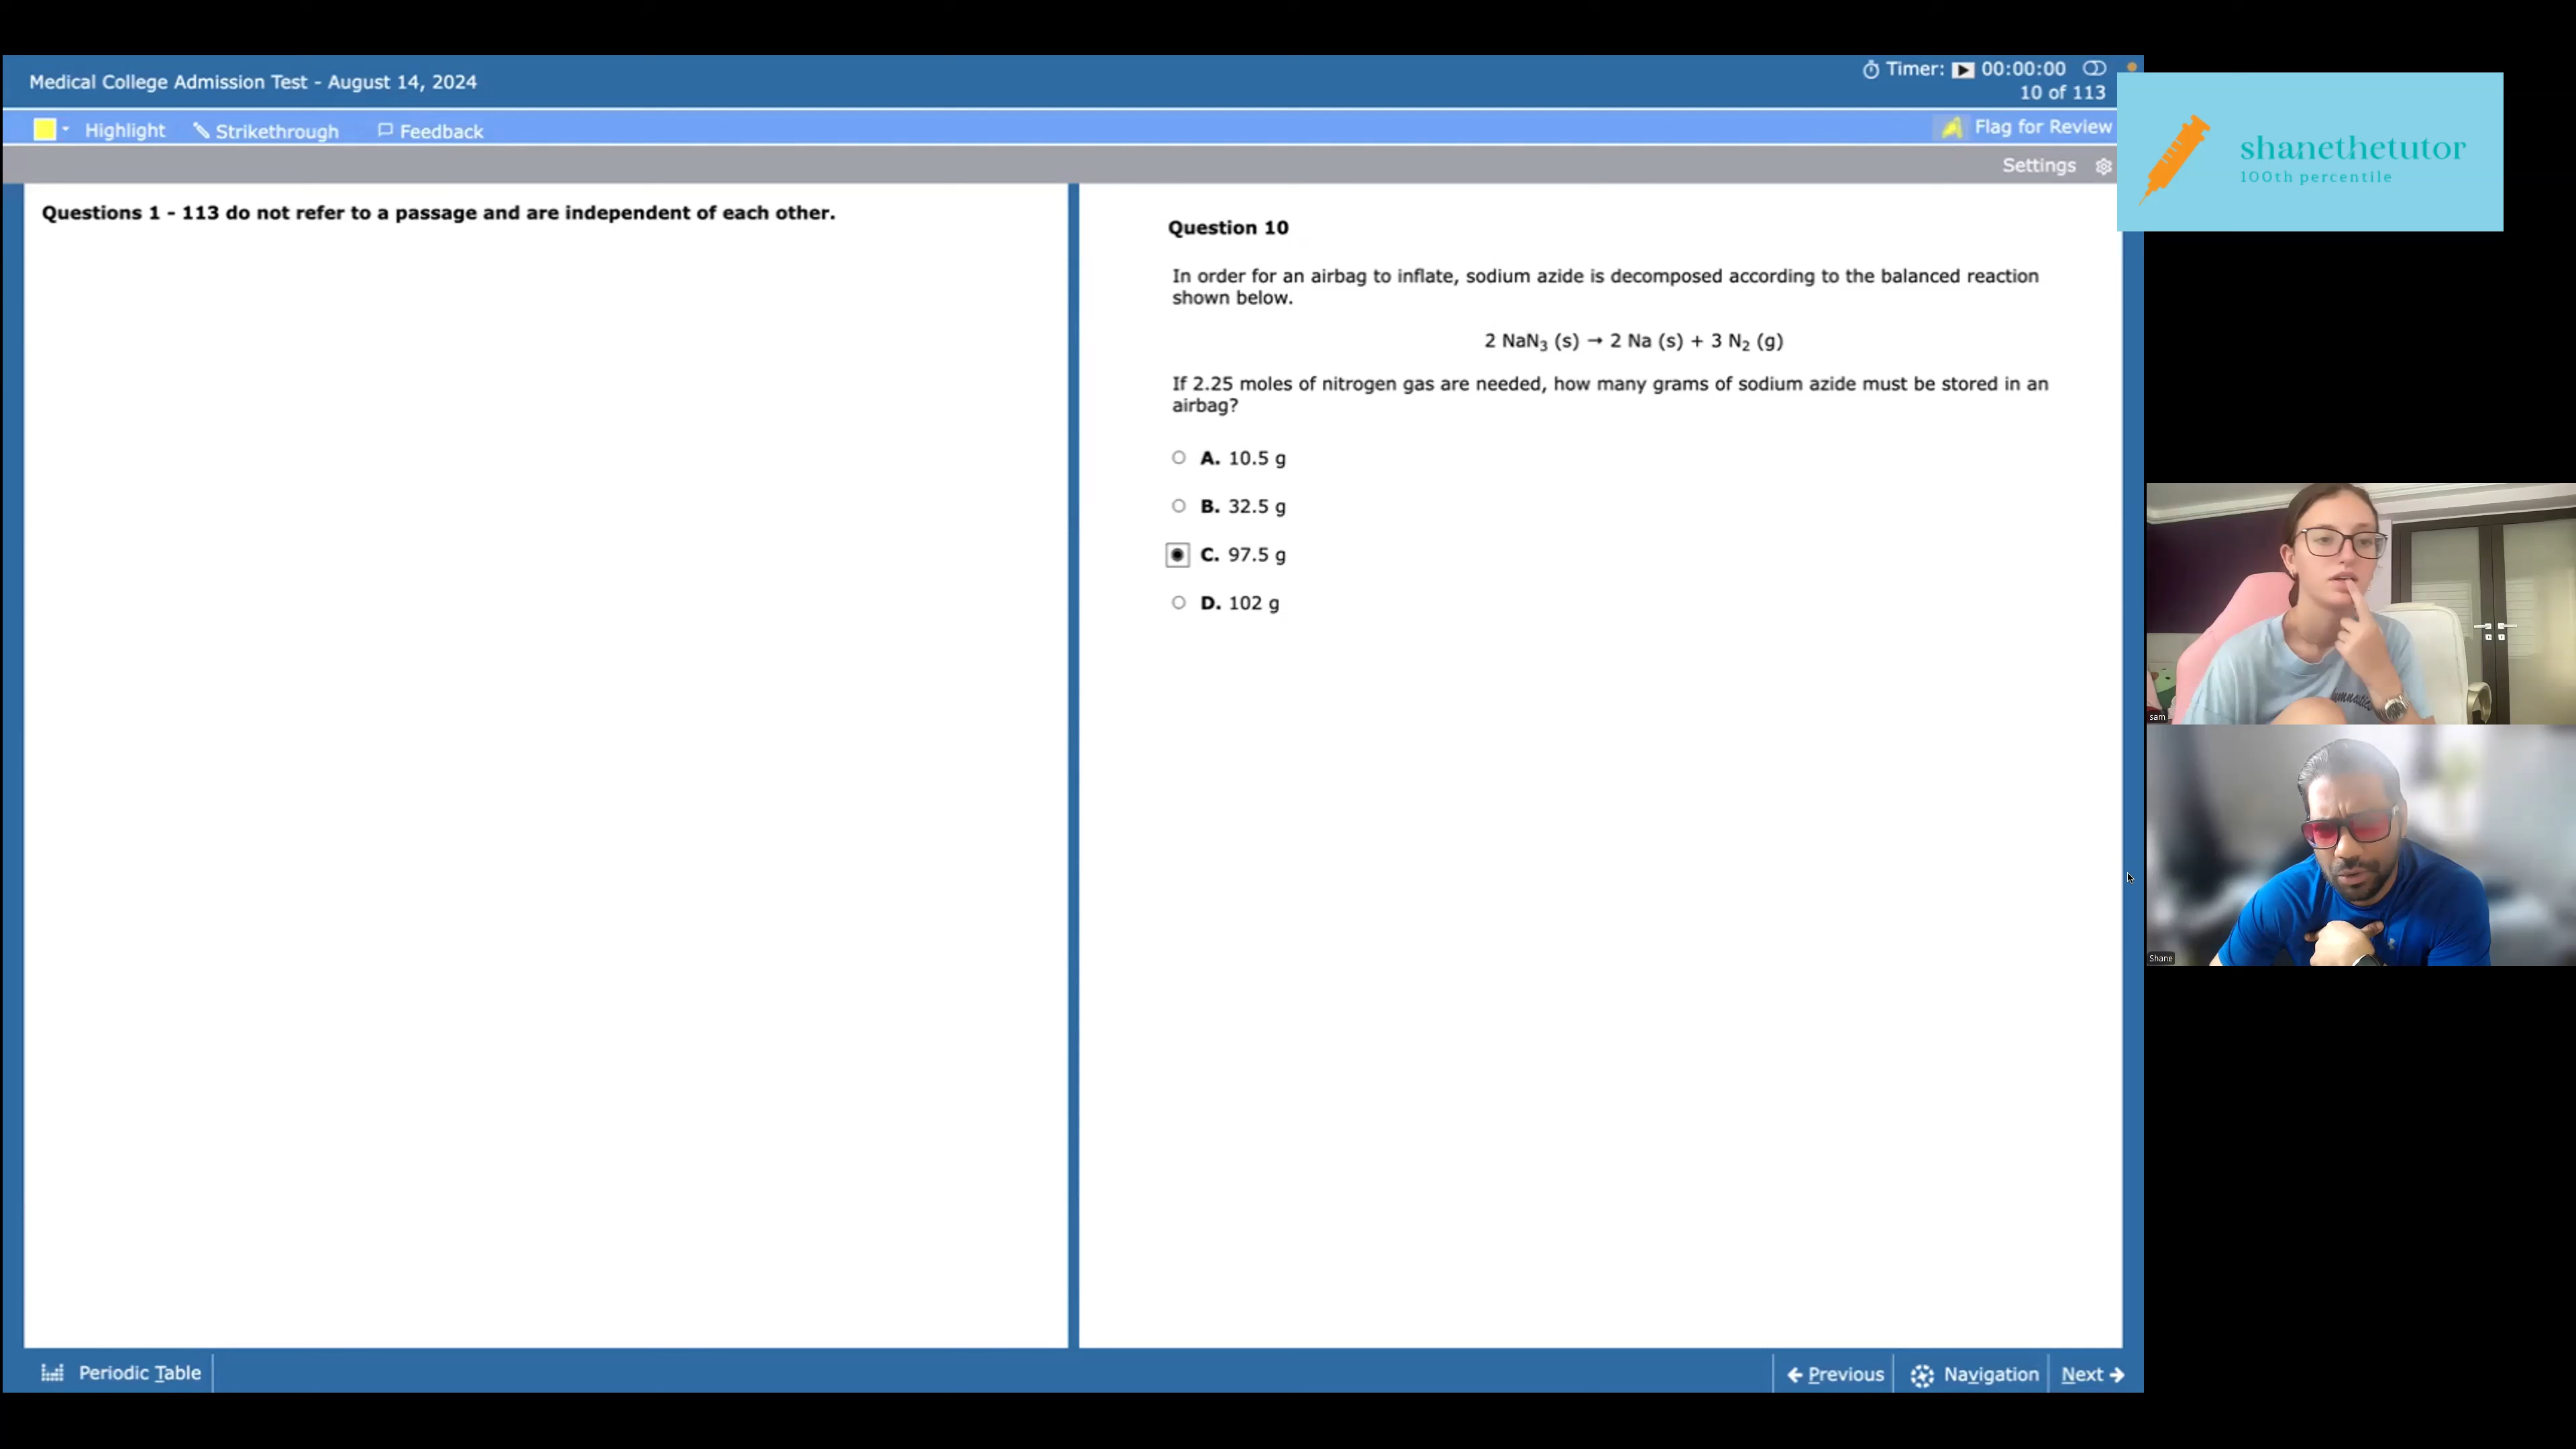 Medical College Admission Test - August 14, 2024
Timer: 00:00:00
10 of 113
Highlight Strikethrough Feedback
Flag for Review
Settings
shanethetutor
100th percentile
Questions 1 - 113 do not refer to a passage and are independent of each other.
Question 10
In order for an airbag to inflate, sodium azide is decomposed according to the balanced reaction
shown below.
2 NaN₃ (s) → 2 Na (s) + 3 N₂ (g)
If 2.25 moles of nitrogen gas are needed, how many grams of sodium azide must be stored in an
airbag?
A. 10.5 g
B. 32.5 g
C. 97.5 g
D. 102 g
sam
Shane
Periodic Table
Previous Navigation Next